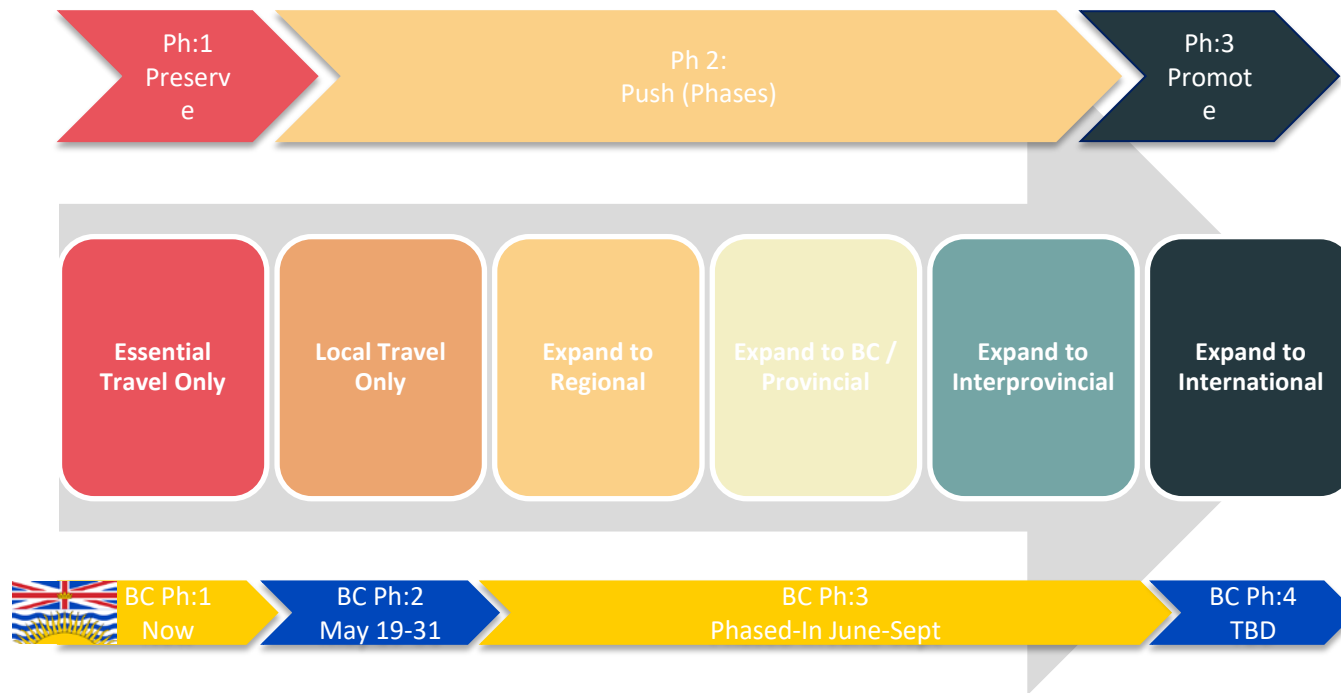 Ph:1
Preserv
e
Ph 2:
Push (Phases)
Ph:3
Promot
e
Essential
Travel Only
Local Travel
Only
Expand to
Regional
Expand to BC /
Provincial
Expand to
Interprovincial
Expand to
International
BC Ph:1
Now
BC Ph:2
May 19-31
BC Ph:3
Phased-In June-Sept
BC Ph:4
TBD